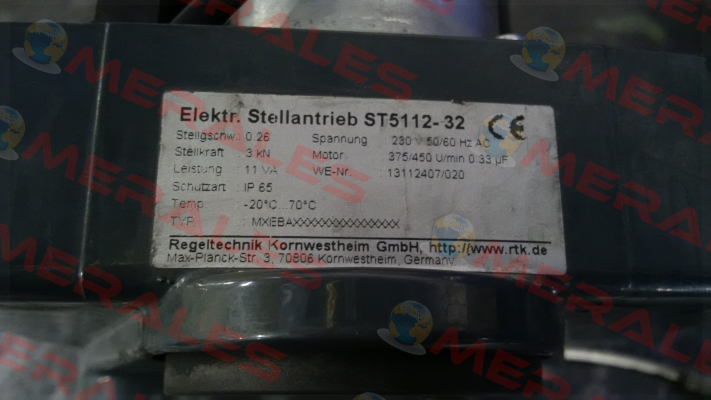 Elektr. Stellantrieb ST5112-32 CE
Stellgschw.: 0.26 Spannung : 230 V 50/60 Hz AC
Stellkraft : 3 kN Motor : 375/450 U/min 0.33 µF
Leistung : 11 VA WE-Nr. : 13112407/020
Schutzart : IP 65
Temp. : -20°C...70°C
TYP : MXEBAXXXXXXXXXXXXXXXX
Regeltechnik Kornwestheim GmbH, http://www.rtk.de
Max-Planck-Str. 3, 70806 Kornwestheim, Germany
MERALES